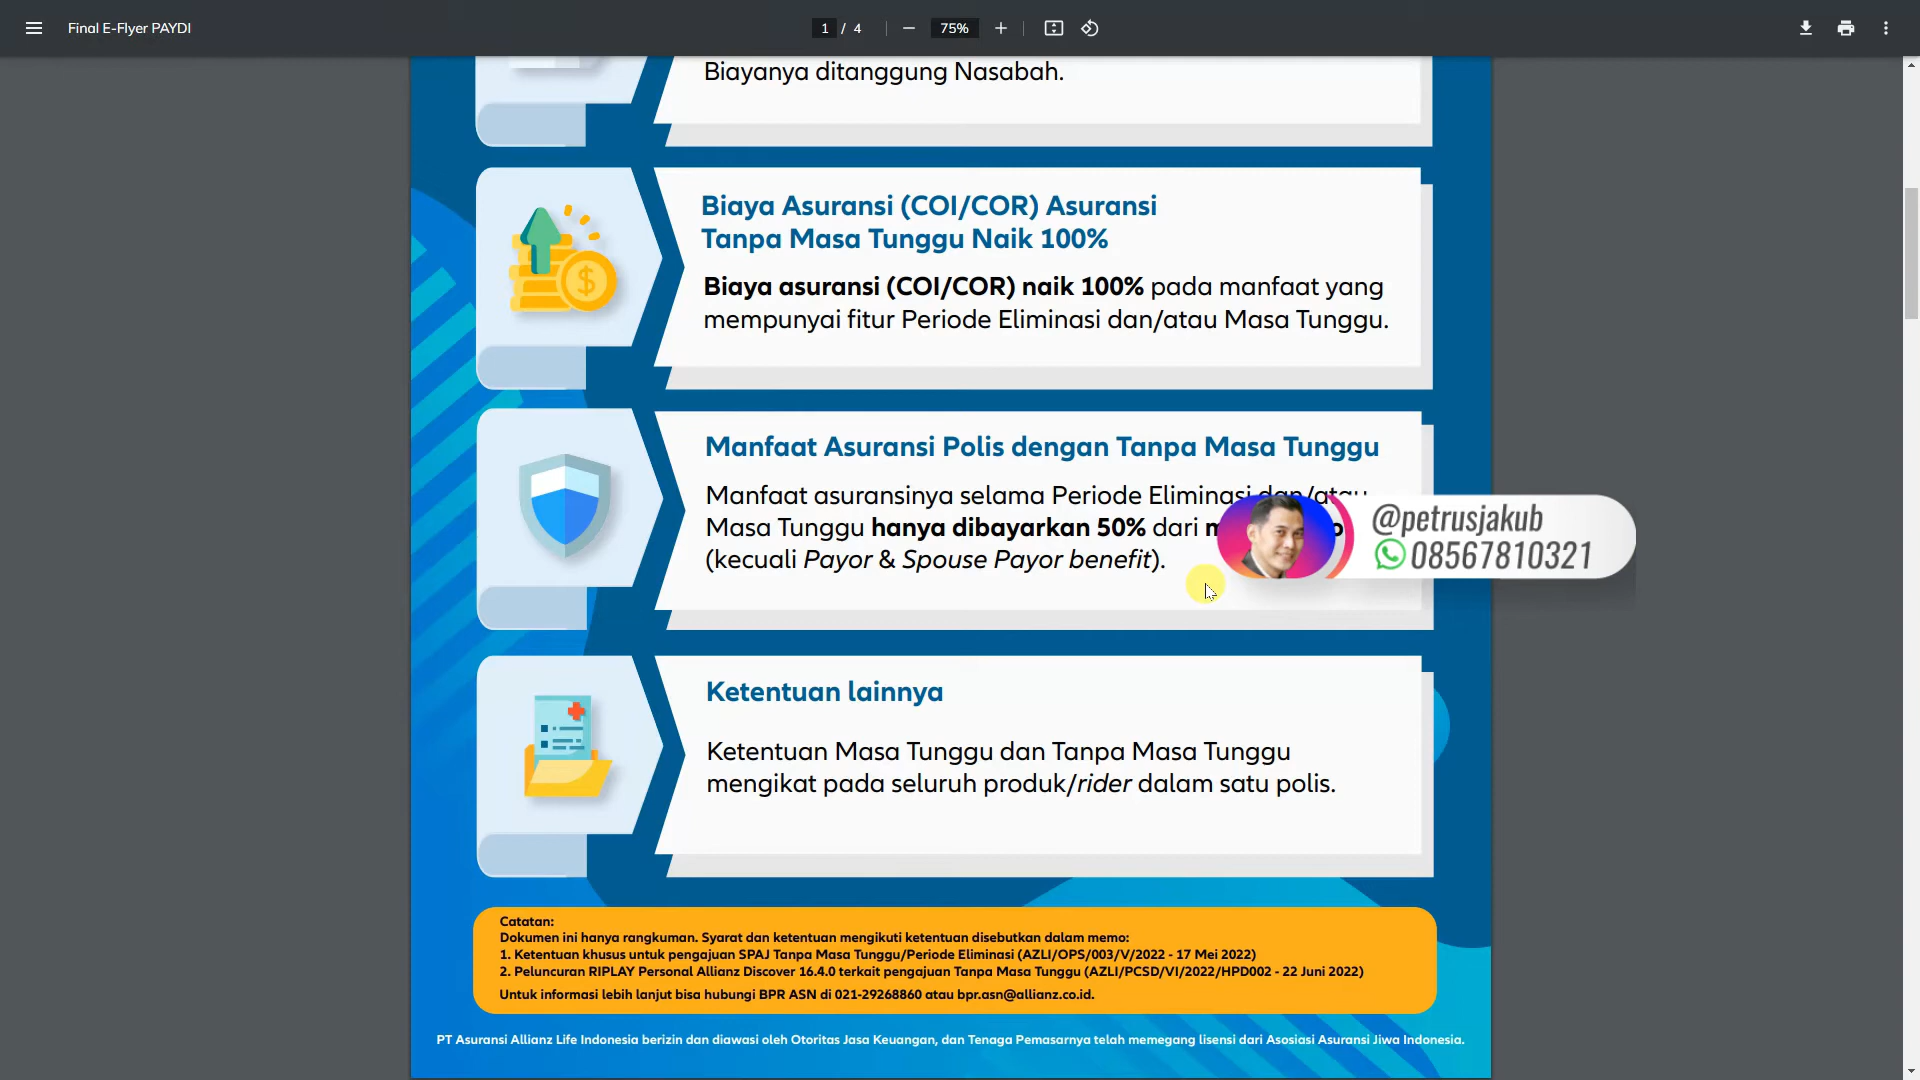 Final E-Flyer PAYDI
1 / 4
75%
Biayanya ditanggung Nasabah.
Biaya Asuransi (COI/COR) Asuransi
Tanpa Masa Tunggu Naik 100%
Biaya asuransi (COI/COR) naik 100% pada manfaat yang
mempunyai fitur Periode Eliminasi dan/atau Masa Tunggu.
Manfaat Asuransi Polis dengan Tanpa Masa Tunggu
Manfaat asuransinya selama Periode Eliminasi dan/atau
Masa Tunggu hanya dibayarkan 50% dari
(kecuali Payor & Spouse Payor benefit).
@petrusjakub
08567810321
Ketentuan lainnya
Ketentuan Masa Tunggu dan Tanpa Masa Tunggu
mengikat pada seluruh produk/rider dalam satu polis.
Catatan:
Dokumen ini hanya rangkuman. Syarat dan ketentuan mengikuti ketentuan disebutkan dalam memo:
1. Ketentuan khusus untuk pengajuan SPAJ Tanpa Masa Tunggu/Periode Eliminasi (AZLI/OPS/003/V/2022 - 17 Mei 2022)
2. Peluncuran RIPLAY Personal Allianz Discover 16.4.0 terkait pengajuan Tanpa Masa Tunggu (AZLI/PCSD/VI/2022/HPD002 - 22 Juni 2022)
Untuk informasi lebih lanjut bisa hubungi BPR ASN di 021-29268860 atau bpr.asn@allianz.co.id.
PT Asuransi Allianz Life Indonesia berizin dan diawasi oleh Otoritas Jasa Keuangan, dan Tenaga Pemasarnya telah memegang lisensi dari Asosiasi Asuransi Jiwa Indonesia.